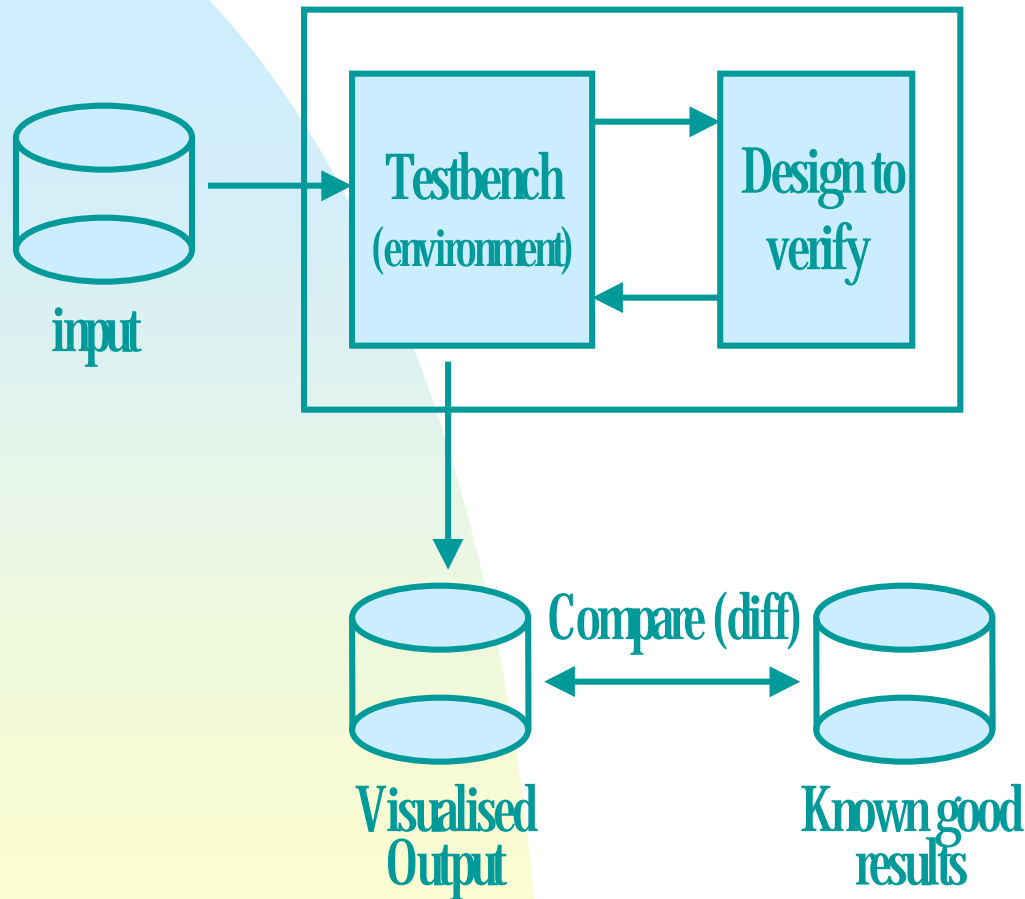 Testbench
(environment)
Design to
verify
input
Compare (diff)
Visualised
Output
Known good
results